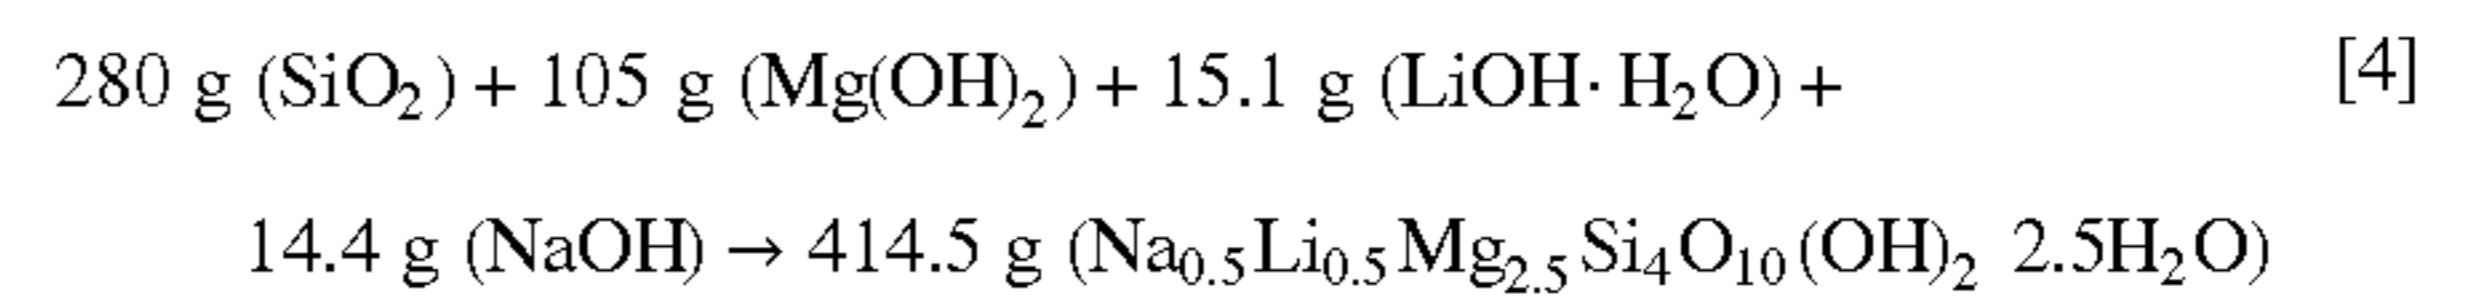 280 g (SiO₂) + 105 g (Mg(OH)₂) + 15.1 g (LiOH·H₂O) + [4]
14.4 g (NaOH) → 414.5 g (Na₀.₅Li₀.₅Mg₂.₅Si₄O₁₀(OH)₂ 2.5H₂O)